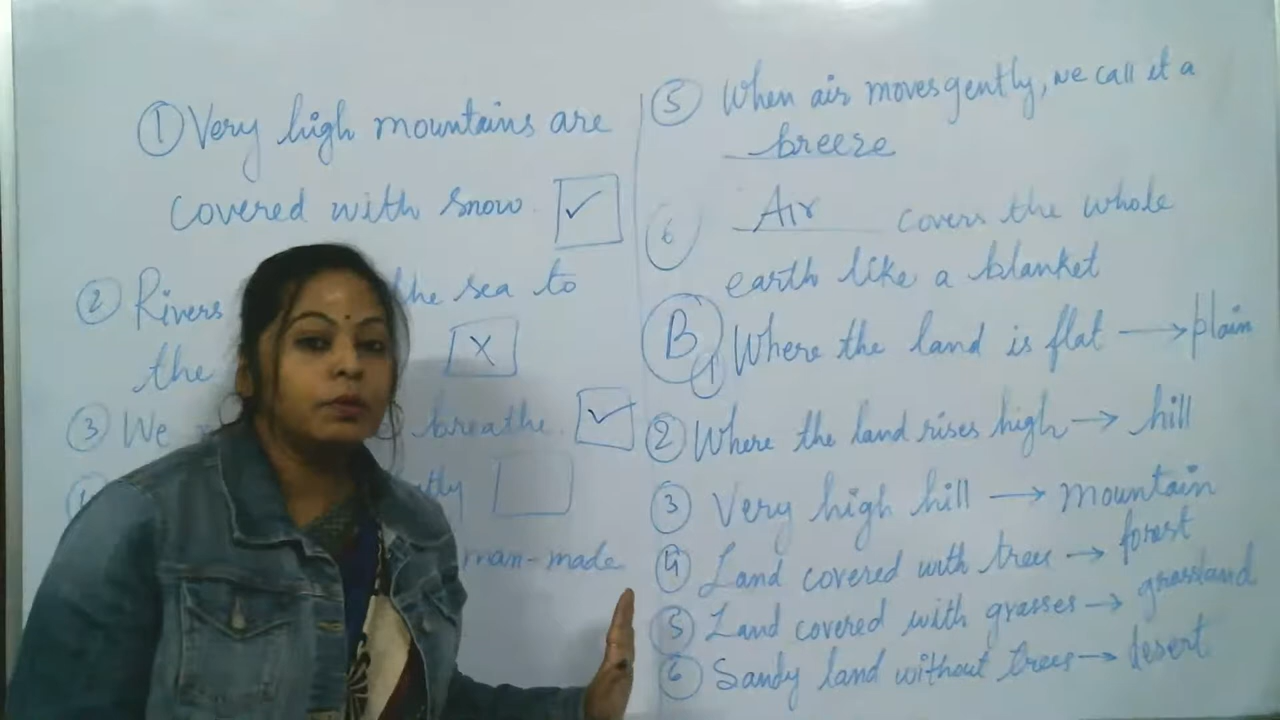 ① Very high mountains are
covered with snow. ✓
② Rivers the sea to
the X
③ We breathe. ✓
man-made
⑤ When air moves gently, we call it a
breeze
⑥ Air covers the whole
earth like a blanket
B
① Where the land is flat → plain
② Where the land rises high → hill
③ Very high hill → mountain
④ Land covered with trees → forest
⑤ Land covered with grasses → grassland
⑥ Sandy land without trees → desert